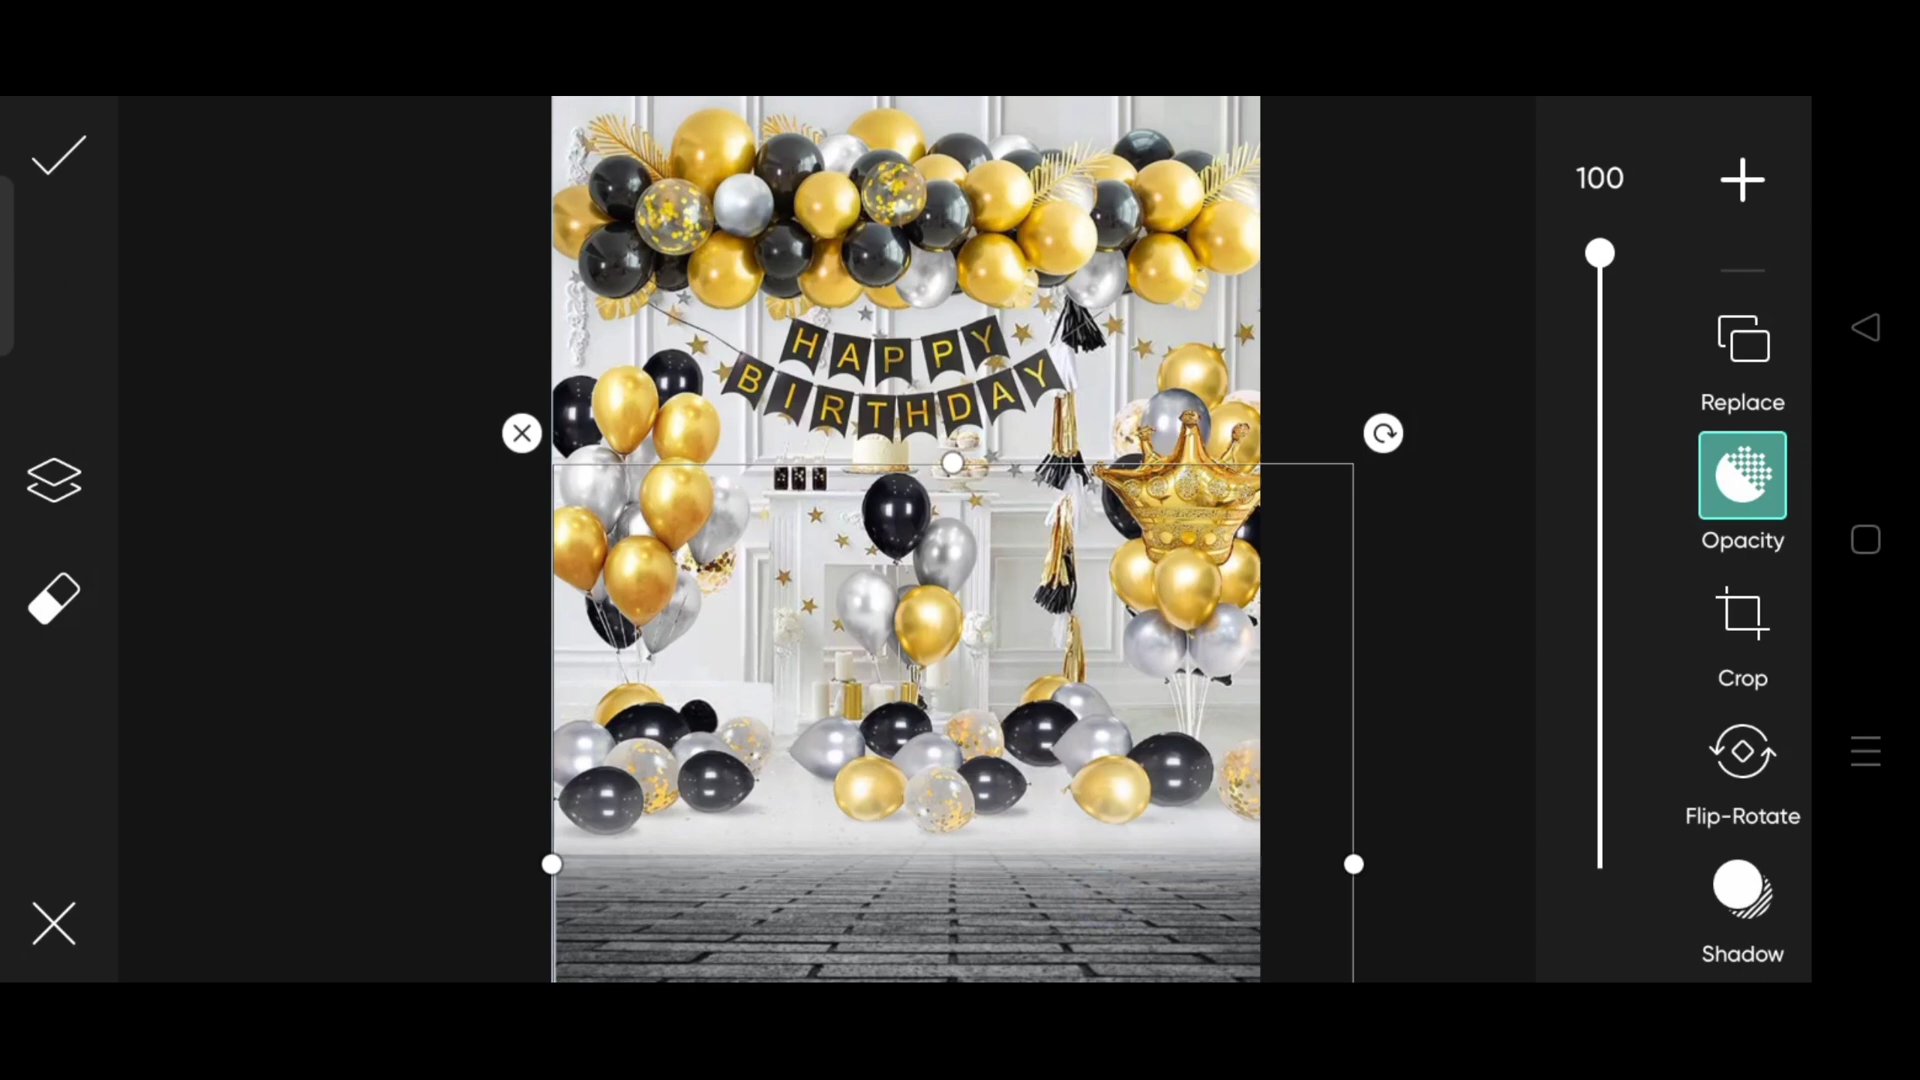 100
HAPPY
BIRTHDAY
Replace
Opacity
Crop
Flip-Rotate
Shadow